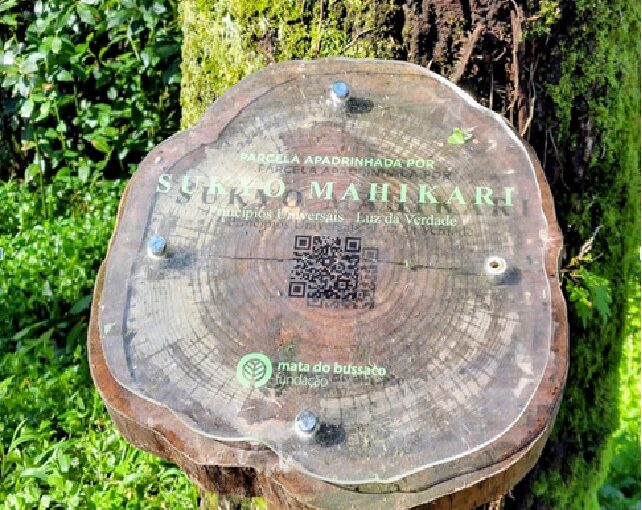 PARCELA APADRINHADA POR
SUKYO MAHIKARI
Princípios Universais Luz da Verdade
mata do bussaco
fundação